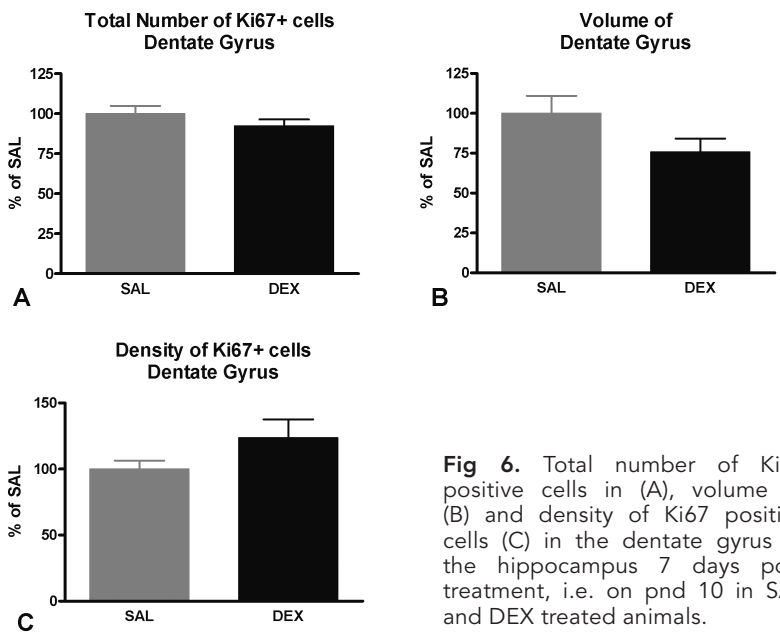 Total Number of Ki67+ cells
Dentate Gyrus
125
100
75
50
25
0
% of SAL
SAL DEX
A
Volume of
Dentate Gyrus
125
100
75
50
25
0
% of SAL
SAL DEX
B
Density of Ki67+ cells
Dentate Gyrus
150
100
50
0
% of SAL
SAL DEX
C
Fig 6. Total number of
positive cells in (A), volume
(B) and density of Ki67
cells (C) in the dentate gyrus
the hippocampus 7 days
treatment, i.e. on pnd 10 in
and DEX treated animals.